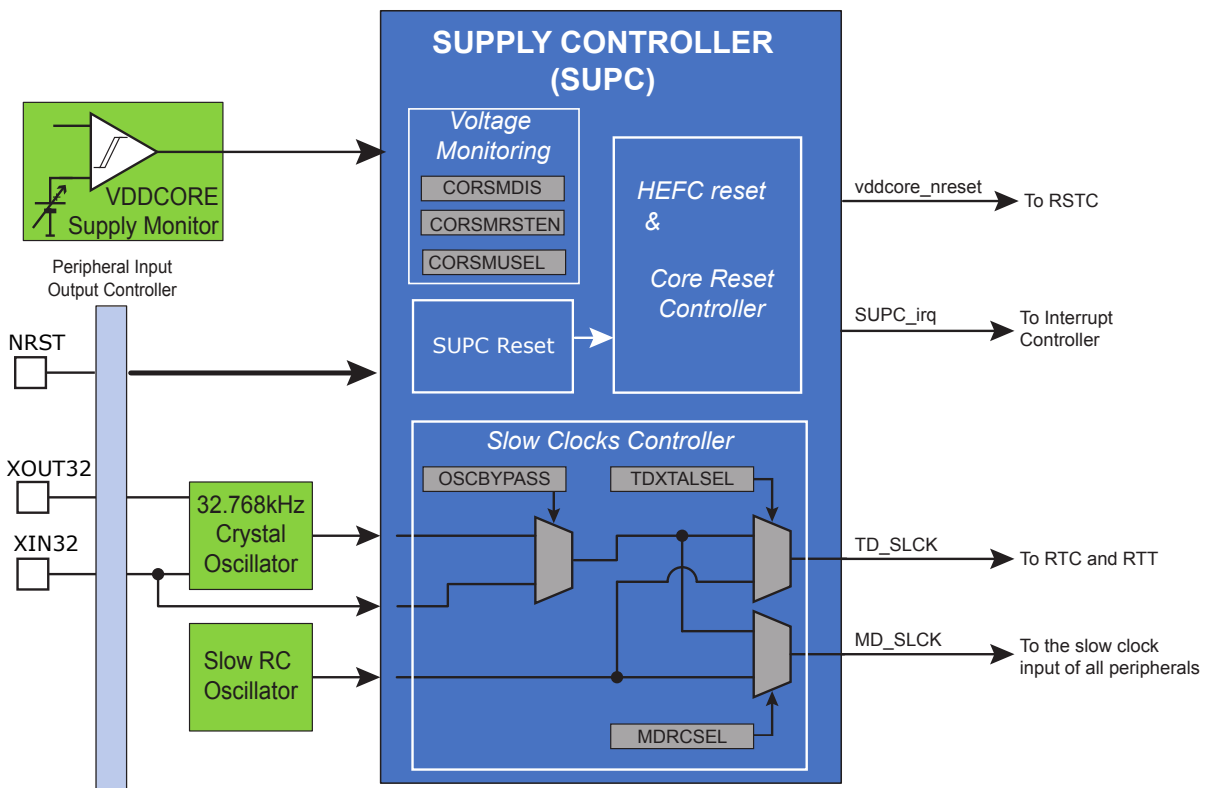 SUPPLY CONTROLLER
(SUPC)
VDDCORE
Supply Monitor
Voltage
Monitoring
CORSMDIS
CORSMRSTEN
CORSMUSEL
HEFC reset
&
Core Reset
Controller
SUPC Reset
vddcore_nreset
To RSTC
SUPC_irq
To Interrupt
Controller
Peripheral Input
Output Controller
NRST
XOUT32
XIN32
32.768kHz
Crystal
Oscillator
Slow RC
Oscillator
Slow Clocks Controller
OSCBYPASS
TDXTALSEL
MDRCSEL
TD_SLCK
To RTC and RTT
MD_SLCK
To the slow clock
input of all peripherals